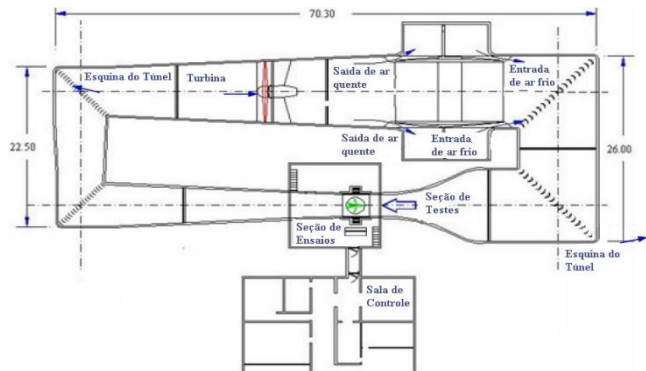 70.30
Esquina do Túnel
Turbina
Saída de ar
quente
Entrada
de ar frio
22.50
26.00
Saída de ar
quente
Entrada
de ar frio
Seção de
Testes
Seção de
Ensaios
Esquina do
Túnel
Sala de
Controle